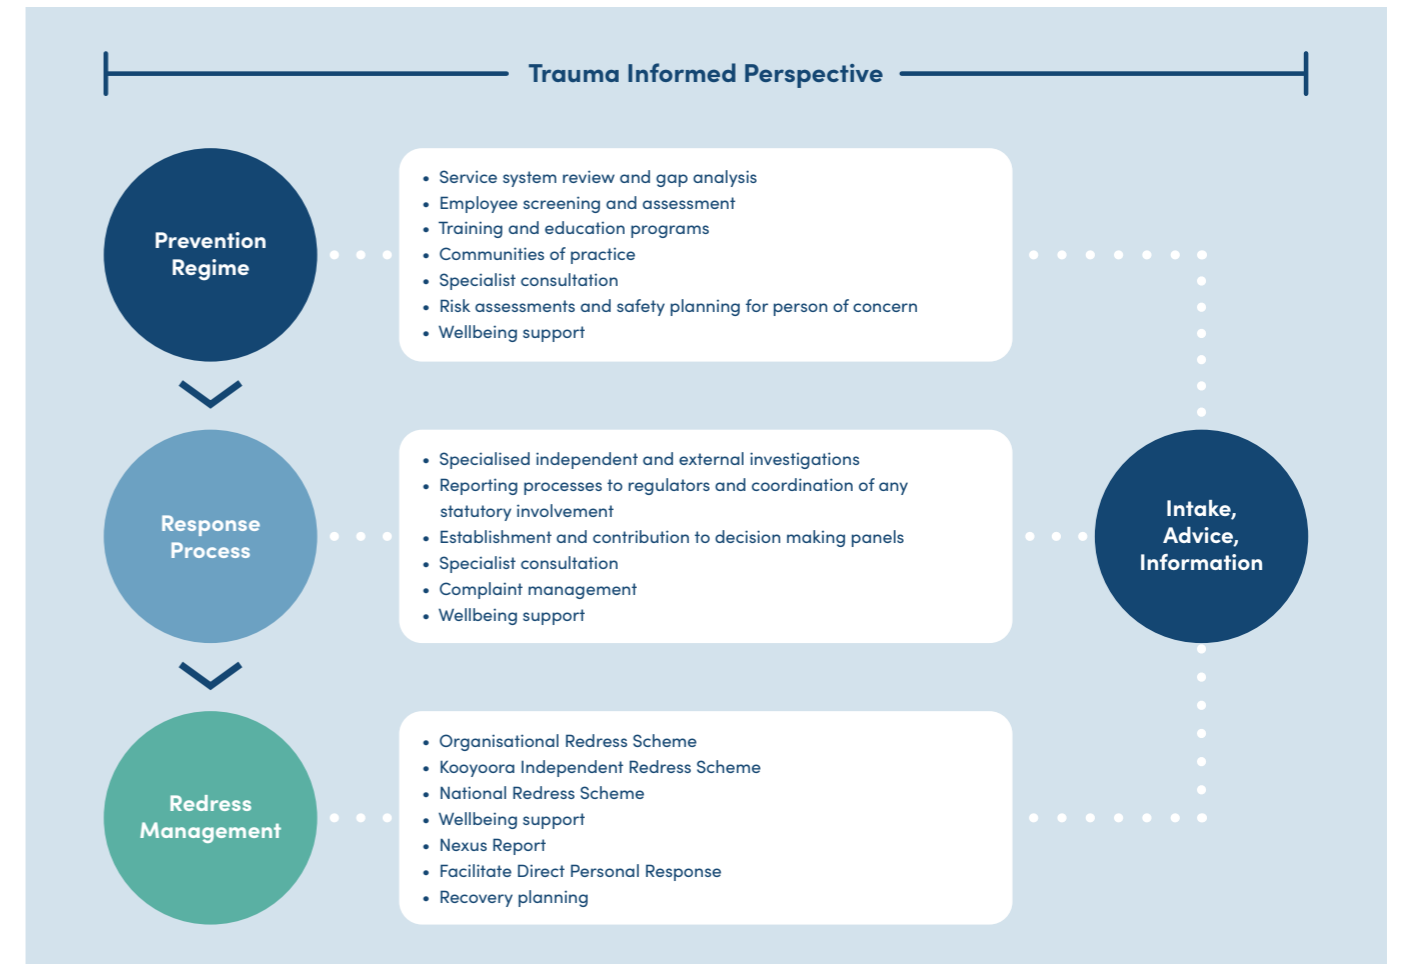 Trauma Informed Perspective
Prevention
Regime
• Service system review and gap analysis
• Employee screening and assessment
• Training and education programs
• Communities of practice
• Specialist consultation
• Risk assessments and safety planning for person of concern
• Wellbeing support
Response
Process
• Specialised independent and external investigations
• Reporting processes to regulators and coordination of any
statutory involvement
• Establishment and contribution to decision making panels
• Specialist consultation
• Complaint management
• Wellbeing support
Intake,
Advice,
Information
Redress
Management
• Organisational Redress Scheme
• Kooyoora Independent Redress Scheme
• National Redress Scheme
• Wellbeing support
• Nexus Report
• Facilitate Direct Personal Response
• Recovery planning